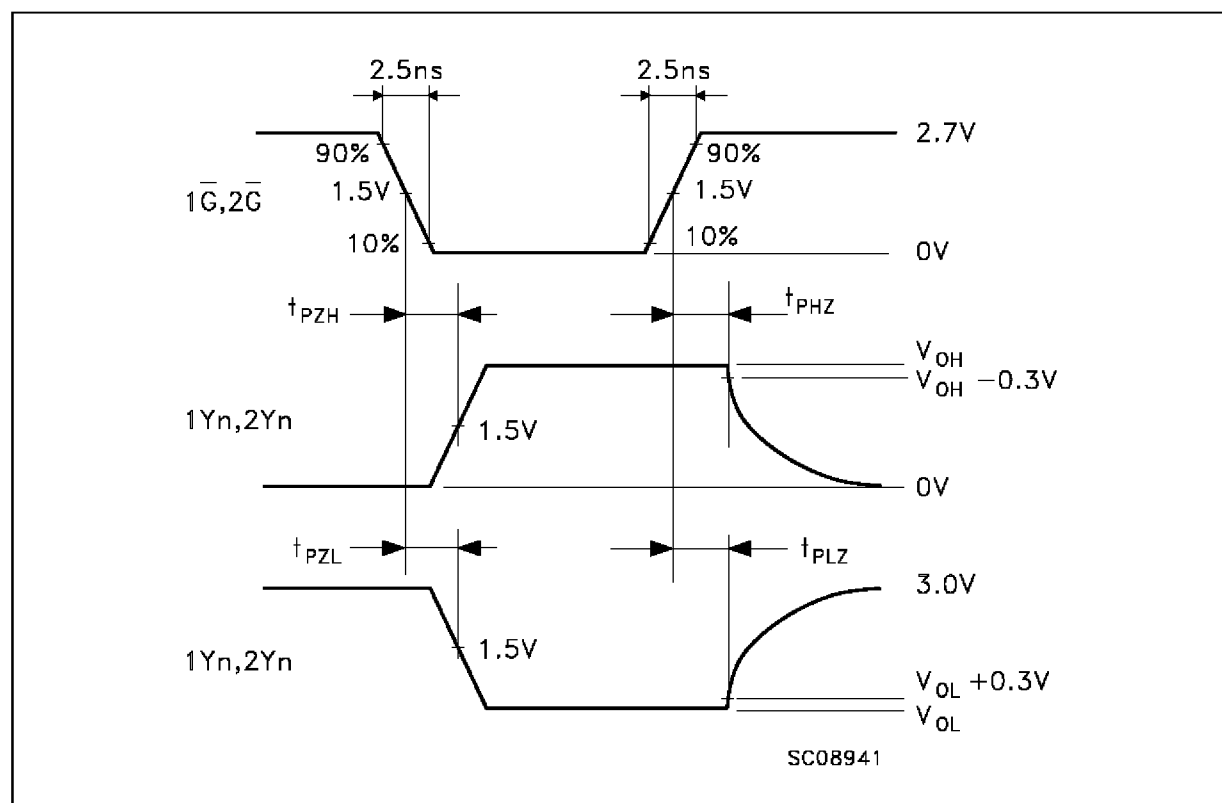 2.5ns 2.5ns
2.7V
90% 90%
1G̅,2G̅ 1.5V 1.5V
10% 10%
0V
tPZH tPHZ
VOH
VOH −0.3V
1Yn,2Yn 1.5V
0V
tPZL tPLZ
3.0V
1Yn,2Yn 1.5V
VOL +0.3V
VOL
SC08941